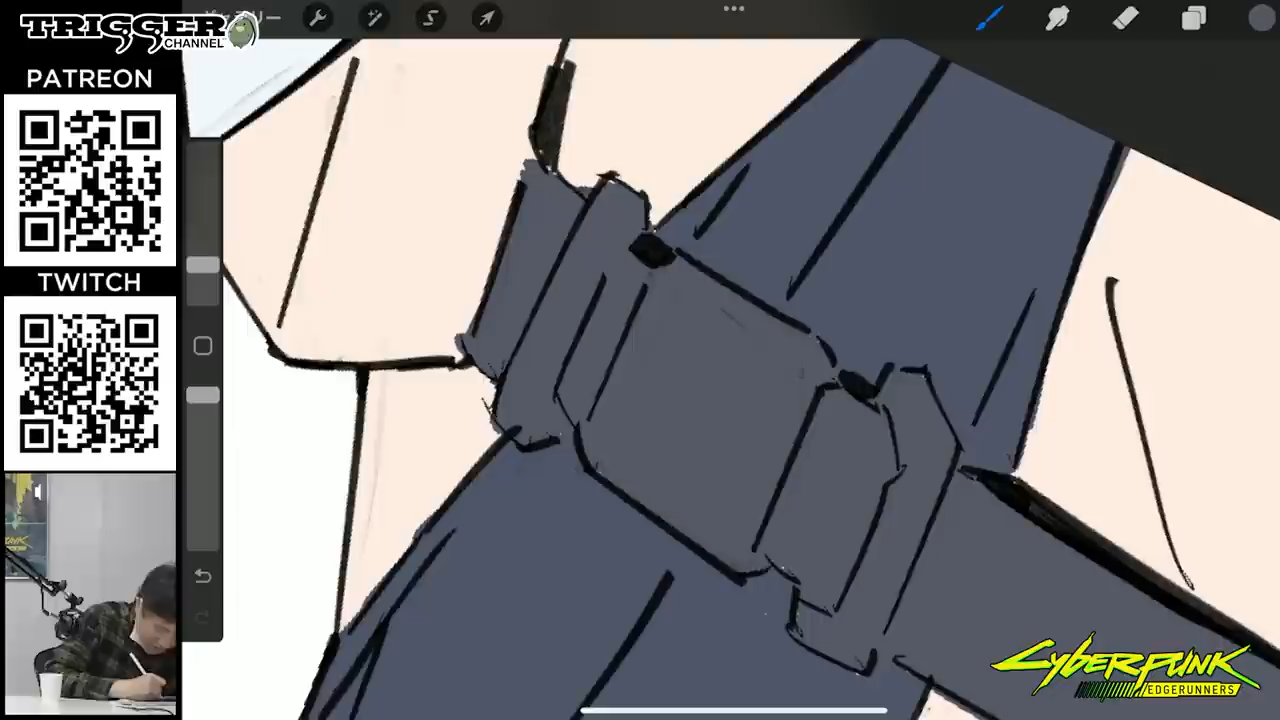 TRIGGER
CHANNEL
PATREON
TWITCH
CYBERPUNK
EDGERUNNERS